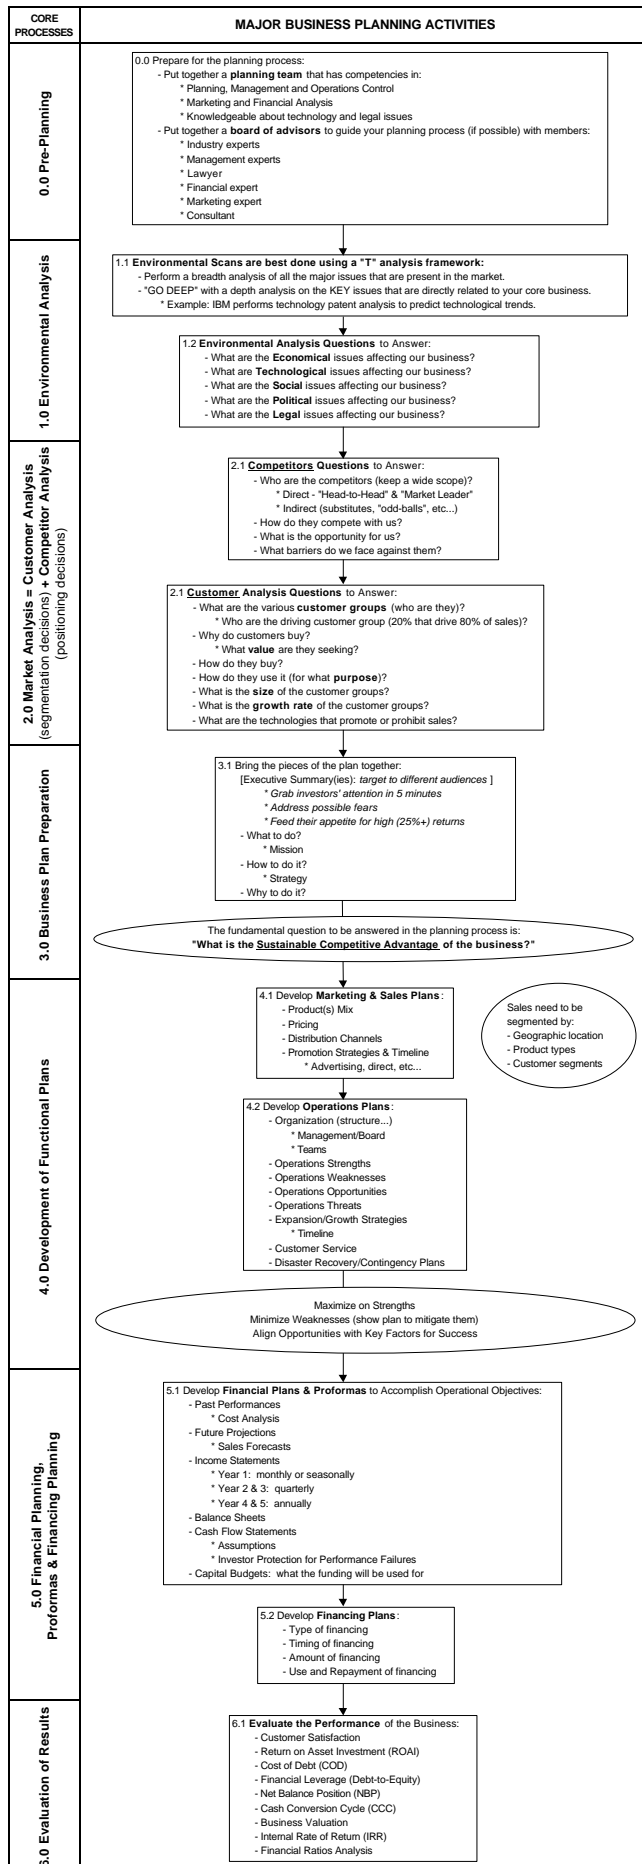 CORE
PROCESSES
MAJOR BUSINESS PLANNING ACTIVITIES
0.0 Pre-Planning
0.0 Prepare for the planning process:
- Put together a planning team that has competencies in:
* Planning, Management and Operations Control
* Marketing and Financial Analysis
* Knowledgeable about technology and legal issues
- Put together a board of advisors to guide your planning process (if possible) with members:
* Industry experts
* Management experts
* Lawyer
* Financial expert
* Marketing expert
* Consultant
1.0 Environmental Analysis
1.1 Environmental Scans are best done using a "T" analysis framework:
- Perform a breadth analysis of all the major issues that are present in the market.
- "GO DEEP" with a depth analysis on the KEY issues that are directly related to your core business.
* Example: IBM performs technology patent analysis to predict technological trends.
1.2 Environmental Analysis Questions to Answer:
- What are the Economical issues affecting our business?
- What are Technological issues affecting our business?
- What are the Social issues affecting our business?
- What are the Political issues affecting our business?
- What are the Legal issues affecting our business?
2.0 Market Analysis = Customer Analysis
(segmentation decisions) + Competitor Analysis
(positioning decisions)
2.1 Competitors Questions to Answer:
- Who are the competitors (keep a wide scope)?
* Direct - "Head-to-Head" & "Market Leader"
* Indirect (substitutes, "odd-balls", etc...)
- How do they compete with us?
- What is the opportunity for us?
- What barriers do we face against them?
2.1 Customer Analysis Questions to Answer:
- What are the various customer groups (who are they)?
* Who are the driving customer group (20% that drive 80% of sales)?
- Why do customers buy?
* What value are they seeking?
- How do they buy?
- How do they use it (for what purpose)?
- What is the size of the customer groups?
- What is the growth rate of the customer groups?
- What are the technologies that promote or prohibit sales?
3.0 Business Plan Preparation
3.1 Bring the pieces of the plan together:
[Executive Summary(ies): target to different audiences ]
* Grab investors' attention in 5 minutes
* Address possible fears
* Feed their appetite for high (25%+) returns
- What to do?
* Mission
- How to do it?
* Strategy
- Why to do it?
The fundamental question to be answered in the planning process is:
"What is the Sustainable Competitive Advantage of the business?"
4.0 Development of Functional Plans
4.1 Develop Marketing & Sales Plans:
- Product(s) Mix
- Pricing
- Distribution Channels
- Promotion Strategies & Timeline
* Advertising, direct, etc...
Sales need to be
segmented by:
- Geographic location
- Product types
- Customer segments
4.2 Develop Operations Plans:
- Organization (structure...)
* Management/Board
* Teams
- Operations Strengths
- Operations Weaknesses
- Operations Opportunities
- Operations Threats
- Expansion/Growth Strategies
* Timeline
- Customer Service
- Disaster Recovery/Contingency Plans
Maximize on Strengths
Minimize Weaknesses (show plan to mitigate them)
Align Opportunities with Key Factors for Success
5.0 Financial Planning,
Proformas & Financing Planning
5.1 Develop Financial Plans & Proformas to Accomplish Operational Objectives:
- Past Performances
* Cost Analysis
- Future Projections
* Sales Forecasts
- Income Statements
* Year 1: monthly or seasonally
* Year 2 & 3: quarterly
* Year 4 & 5: annually
- Balance Sheets
- Cash Flow Statements
* Assumptions
* Investor Protection for Performance Failures
- Capital Budgets: what the funding will be used for
5.2 Develop Financing Plans:
- Type of financing
- Timing of financing
- Amount of financing
- Use and Repayment of financing
6.0 Evaluation of Results
6.1 Evaluate the Performance of the Business:
- Customer Satisfaction
- Return on Asset Investment (ROAI)
- Cost of Debt (COD)
- Financial Leverage (Debt-to-Equity)
- Net Balance Position (NBP)
- Cash Conversion Cycle (CCC)
- Business Valuation
- Internal Rate of Return (IRR)
- Financial Ratios Analysis